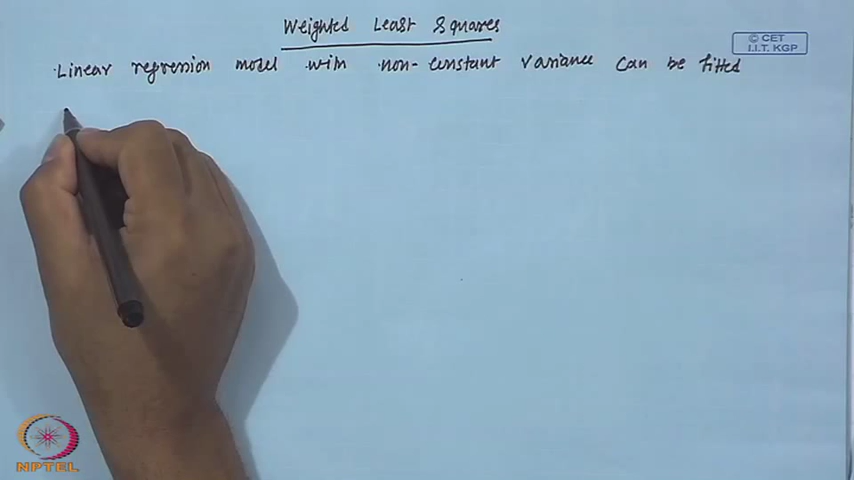 Weighted Least Squares
© CET
I.I.T. KGP
Linear regression model with non-constant variance can be fitted
NPTEL